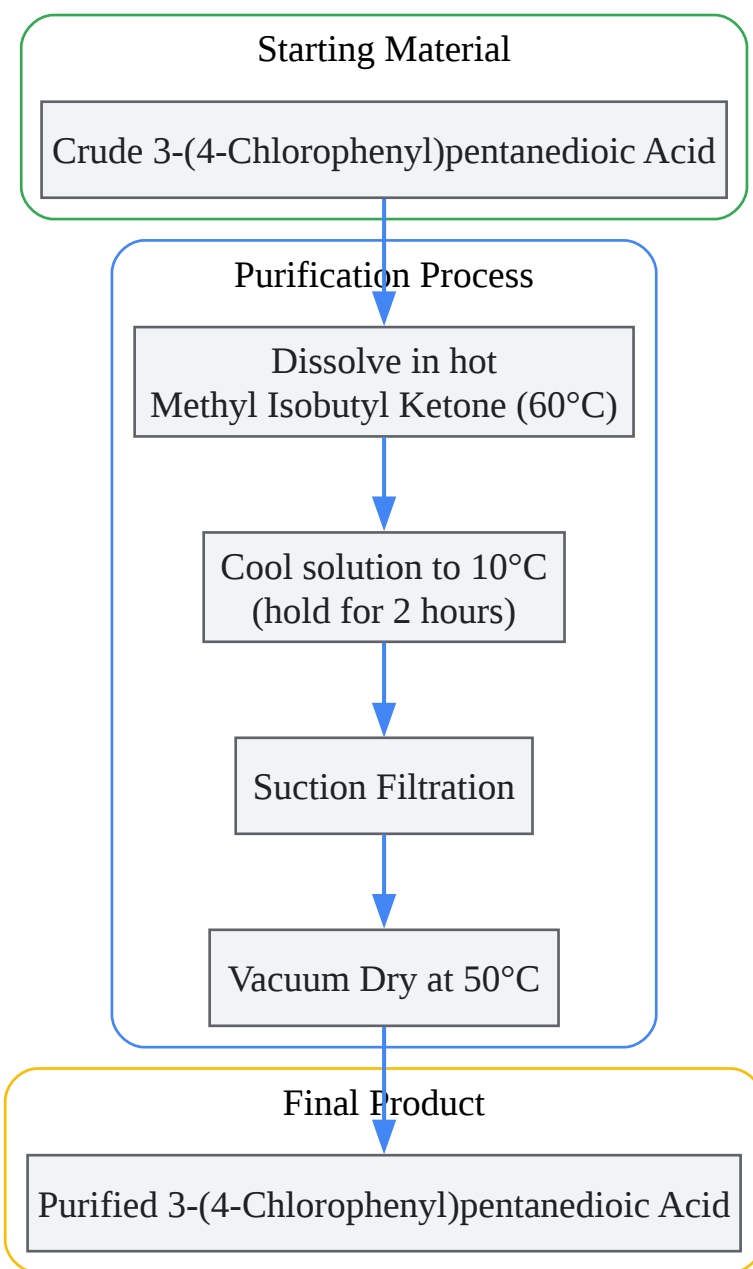 Starting Material
Crude 3-(4-Chlorophenyl)pentanedioic Acid
Purification Process
Dissolve in hot
Methyl Isobutyl Ketone (60°C)
Cool solution to 10°C
(hold for 2 hours)
Suction Filtration
Vacuum Dry at 50°C
Final Product
Purified 3-(4-Chlorophenyl)pentanedioic Acid